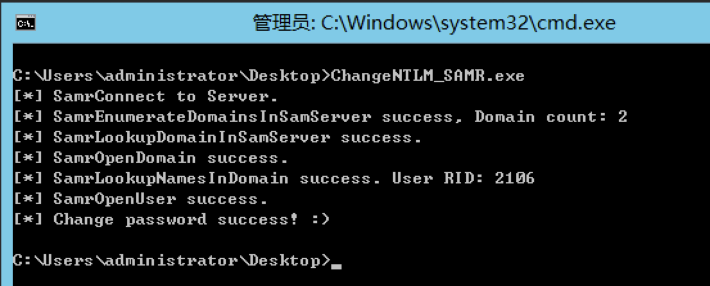 管理员: C:\Windows\system32\cmd.exe
C:\Users\administrator\Desktop>ChangeNTLM_SAMR.exe
[*] SamrConnect to Server.
[*] SamrEnumerateDomainsInSamServer success, Domain count: 2
[*] SamrLookupDomainInSamServer success.
[*] SamrOpenDomain success.
[*] SamrLookupNamesInDomain success. User RID: 2106
[*] SamrOpenUser success.
[*] Change password success! :)
C:\Users\administrator\Desktop>_